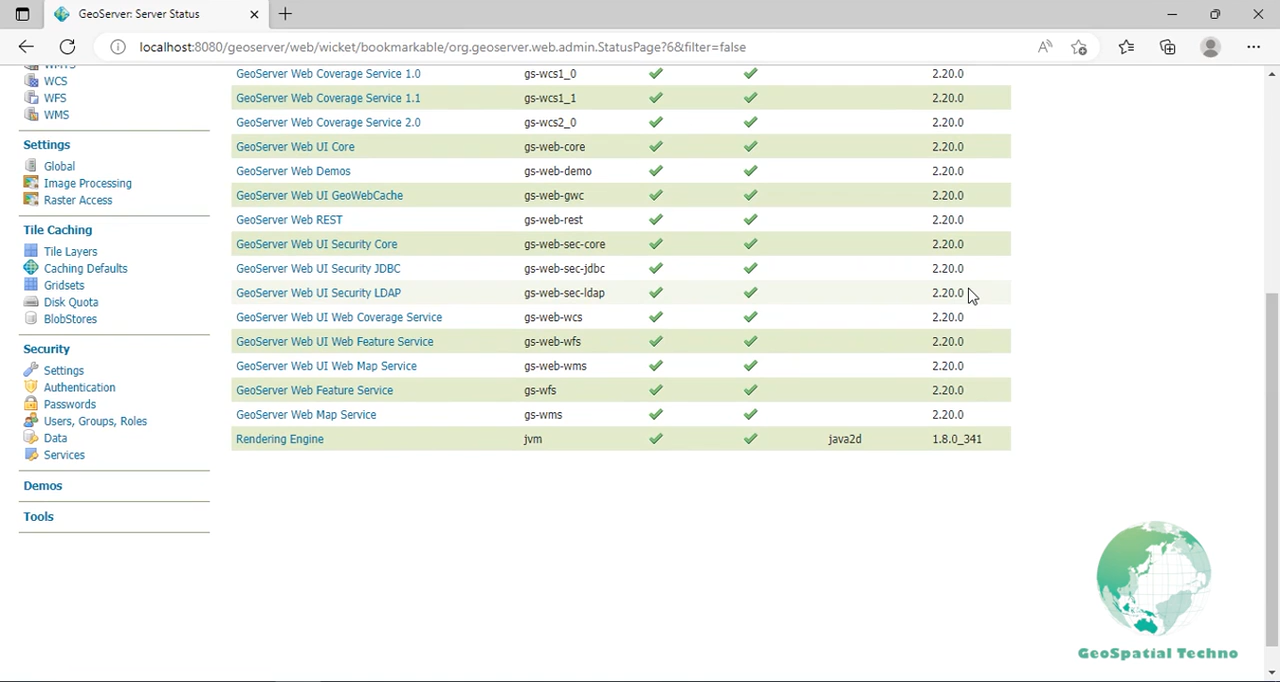 GeoServer: Server Status
localhost:8080/geoserver/web/wicket/bookmarkable/org.geoserver.web.admin.StatusPage?6&filter=false
WMTS
WCS
WFS
WMS
Settings
Global
Image Processing
Raster Access
Tile Caching
Tile Layers
Caching Defaults
Gridsets
Disk Quota
BlobStores
Security
Settings
Authentication
Passwords
Users, Groups, Roles
Data
Services
Demos
Tools
GeoServer Web Coverage Service 1.0 gs-wcs1_0 2.20.0
GeoServer Web Coverage Service 1.1 gs-wcs1_1 2.20.0
GeoServer Web Coverage Service 2.0 gs-wcs2_0 2.20.0
GeoServer Web UI Core gs-web-core 2.20.0
GeoServer Web Demos gs-web-demo 2.20.0
GeoServer Web UI GeoWebCache gs-web-gwc 2.20.0
GeoServer Web REST gs-web-rest 2.20.0
GeoServer Web UI Security Core gs-web-sec-core 2.20.0
GeoServer Web UI Security JDBC gs-web-sec-jdbc 2.20.0
GeoServer Web UI Security LDAP gs-web-sec-ldap 2.20.0
GeoServer Web UI Web Coverage Service gs-web-wcs 2.20.0
GeoServer Web UI Web Feature Service gs-web-wfs 2.20.0
GeoServer Web UI Web Map Service gs-web-wms 2.20.0
GeoServer Web Feature Service gs-wfs 2.20.0
GeoServer Web Map Service gs-wms 2.20.0
Rendering Engine jvm java2d 1.8.0_341
GeoSpatial Techno